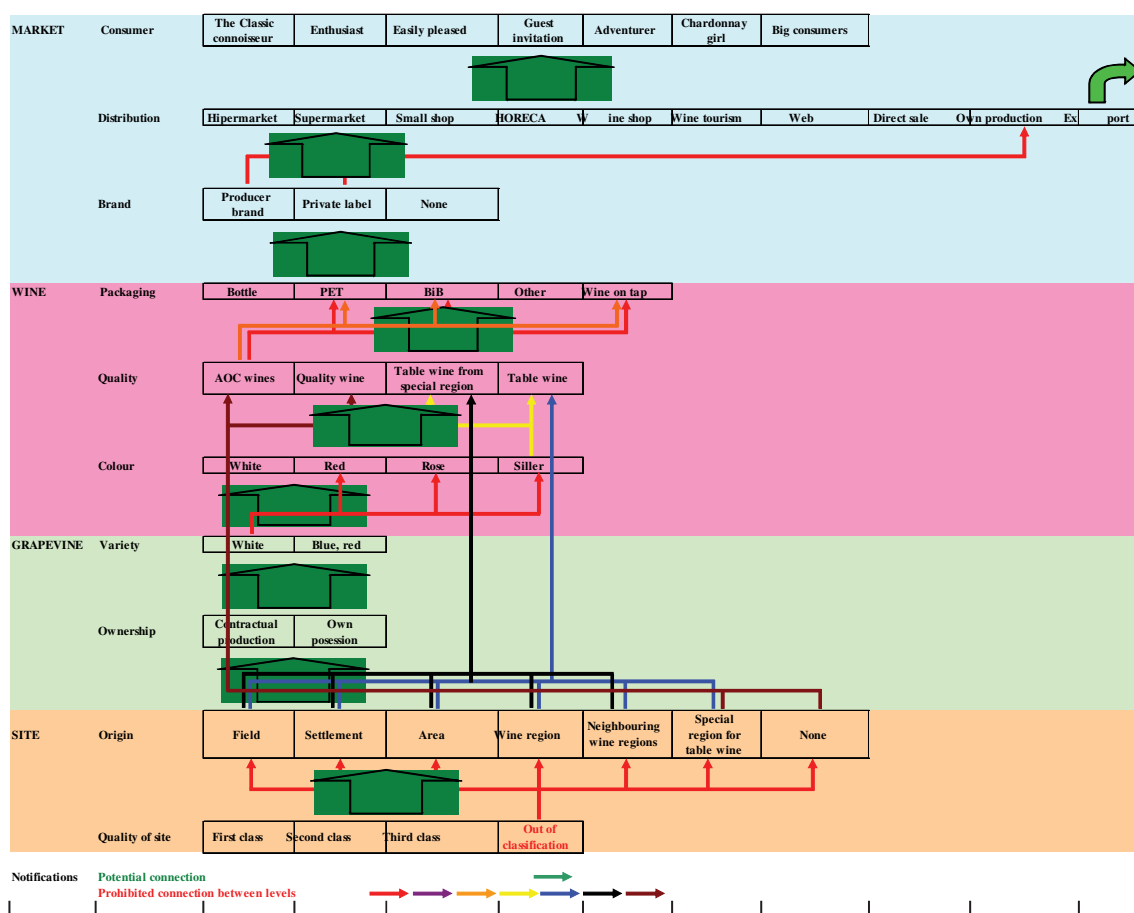 MARKET Consumer The Classic connoisseur Enthusiast Easily pleased Guest invitation Adventurer Chardonnay girl Big consumers
Distribution Hipermarket Supermarket Small shop HORECA W ine shop Wine tourism Web Direct sale Own production Ex port
Brand Producer brand Private label None
WINE Packaging Bottle PET BiB Other Wine on tap
Quality AOC wines Quality wine Table wine from special region Table wine
Colour White Red Rose Siller
GRAPEVINE Variety White Blue, red
Ownership Contractual production Own posession
SITE Origin Field Settlement Area Wine region Neighbouring wine regions Special region for table wine None
Quality of site First class Second class Third class Out of classification
Notifications Potential connection
Prohibited connection between levels